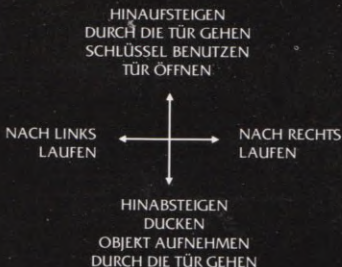 HINAUFSTEIGEN
DURCH DIE TÜR GEHEN
SCHLÜSSEL BENUTZEN
TÜR ÖFFNEN
NACH LINKS
LAUFEN
NACH RECHTS
LAUFEN
HINABSTEIGEN
DUCKEN
OBJEKT AUFNEHMEN
DURCH DIE TÜR GEHEN